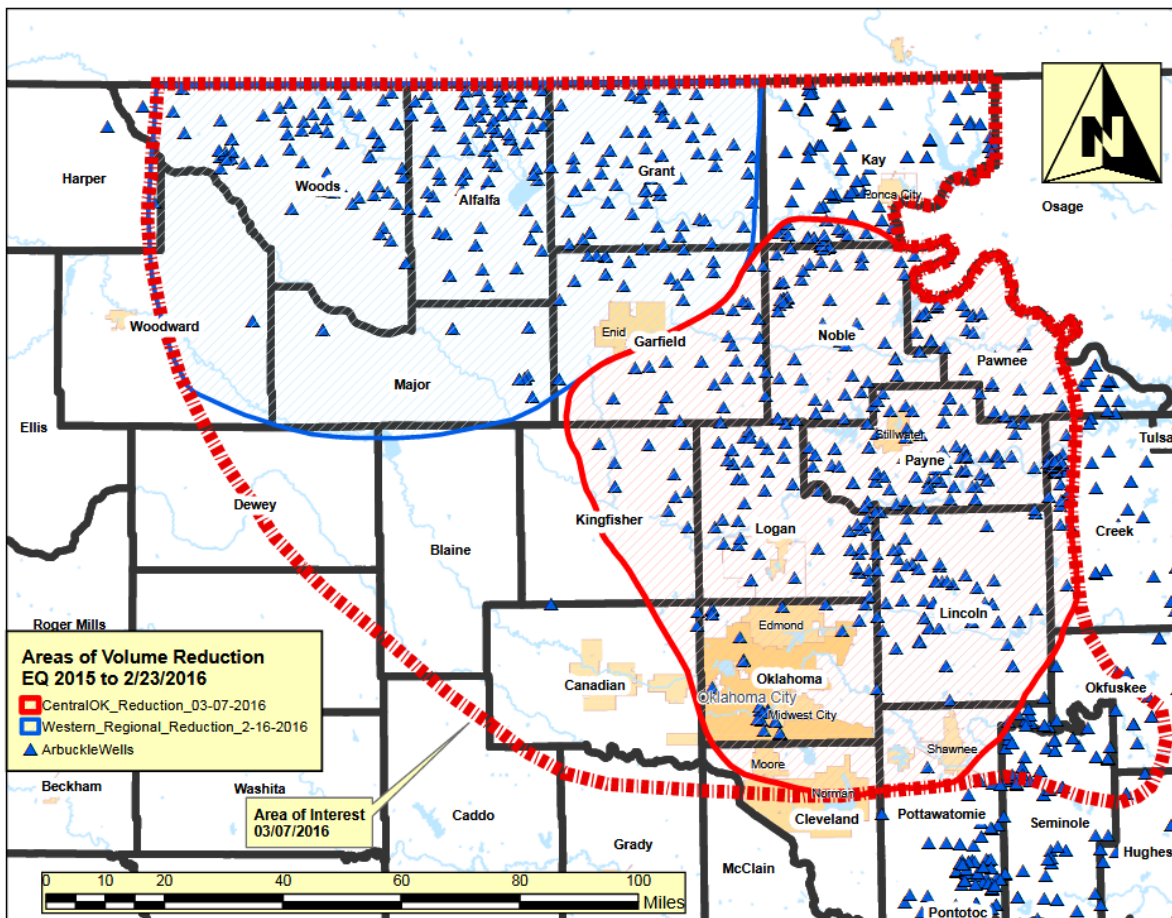 N
Harper
Woods
Alfalfa
Grant
Kay
Ponca City
Osage
Woodward
Enid
Garfield
Noble
Pawnee
Major
Ellis
Stillwater
Payne
Tulsa
Dewey
Kingfisher
Logan
Creek
Blaine
Lincoln
Roger Mills
Edmond
Areas of Volume Reduction
EQ 2015 to 2/23/2016
CentralOK_Reduction_03-07-2016
Western_Regional_Reduction_2-16-2016
ArbuckleWells
Canadian
Oklahoma
Oklahoma City
Midwest City
Okfuskee
Shawnee
Moore
Beckham
Washita
Area of Interest
03/07/2016
Caddo
Norman
Cleveland
Pottawatomie
Seminole
Grady
McClain
Hughes
Pontotoc
0 10 20 40 60 80 100
Miles